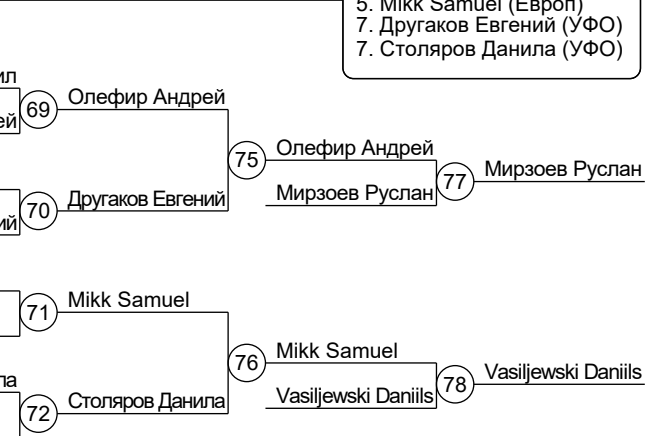 5. Mikk Samuel (Европ)
7. Другаков Евгений (УФО)
7. Столяров Данила (УФО)
69 Олефир Андрей
75 Олефир Андрей
77 Мирзоев Руслан
Мирзоев Руслан
70 Другаков Евгений
71 Mikk Samuel
76 Mikk Samuel
78 Vasiljewski Daniils
Vasiljewski Daniils
72 Столяров Данила